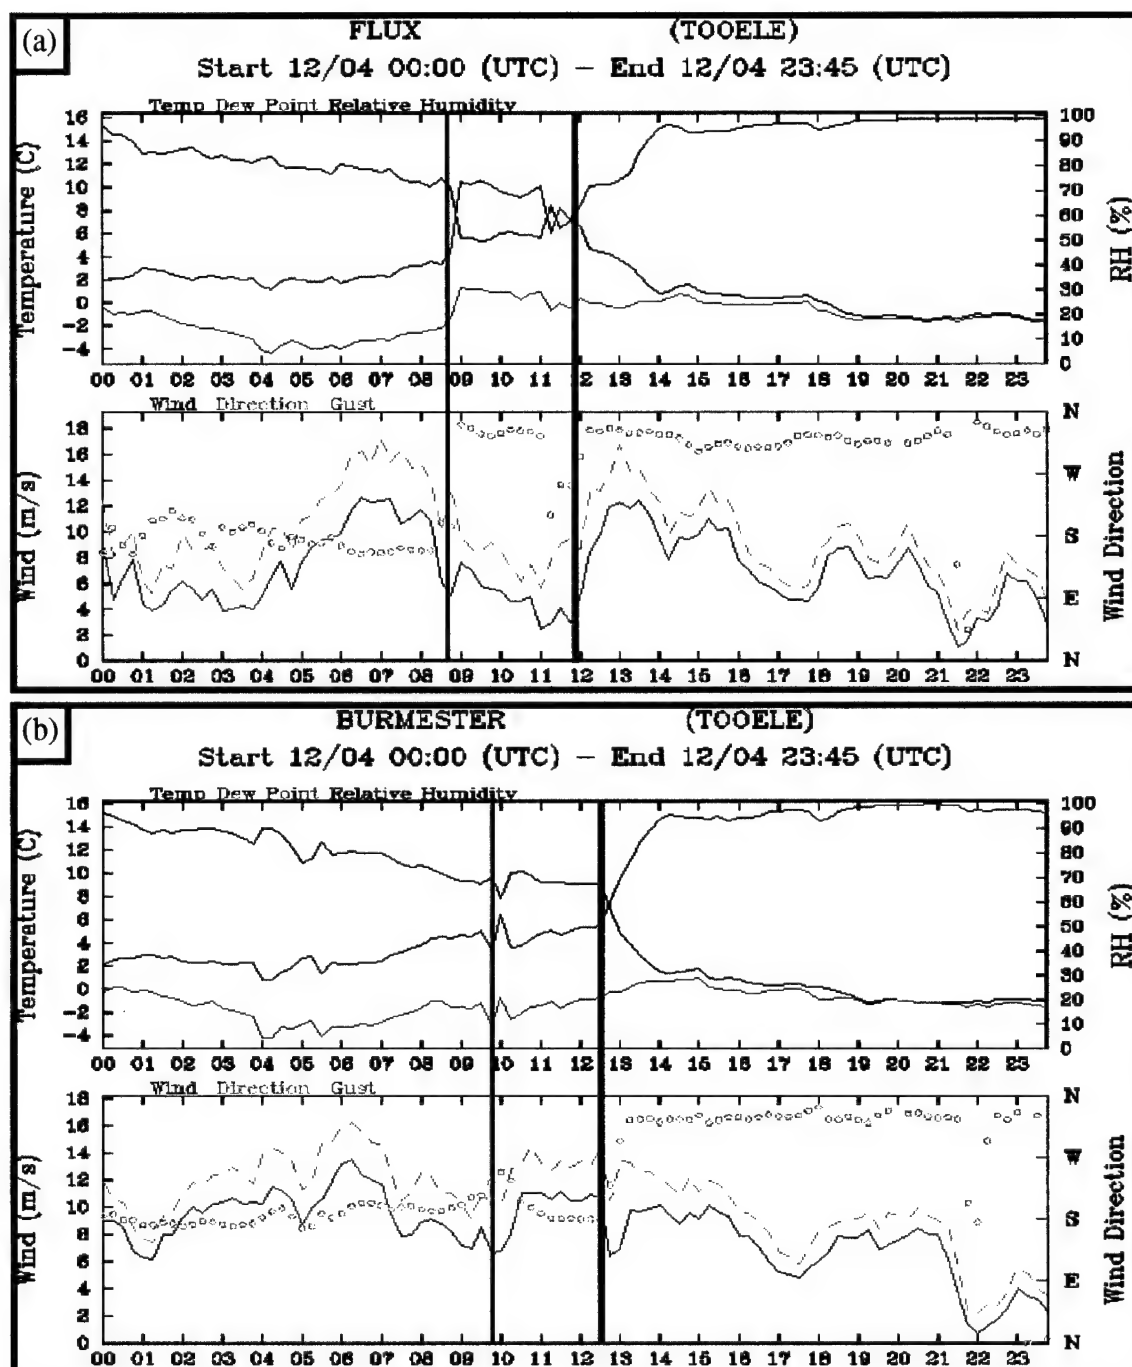 (a)
FLUX (TOOELE)
Start 12/04 00:00 (UTC) – End 12/04 23:45 (UTC)
Temp Dew Point Relative Humidity
Temperature (C)
16
14
12
10
8
6
4
2
0
-2
-4
RH (%)
100
90
80
70
60
50
40
30
20
10
0
00 01 02 03 04 05 06 07 08 09 10 11 12 13 14 15 16 17 18 19 20 21 22 23
Wind Direction Gust
Wind (m/s)
18
16
14
12
10
8
6
4
2
0
Wind Direction
N
W
S
E
N
00 01 02 03 04 05 06 07 08 09 10 11 12 13 14 15 16 17 18 19 20 21 22 23
(b)
BURMESTER (TOOELE)
Start 12/04 00:00 (UTC) – End 12/04 23:45 (UTC)
Temp Dew Point Relative Humidity
Temperature (C)
16
14
12
10
8
6
4
2
0
-2
-4
RH (%)
100
90
80
70
60
50
40
30
20
10
0
00 01 02 03 04 05 06 07 08 09 10 11 12 13 14 15 16 17 18 19 20 21 22 23
Wind Direction Gust
Wind (m/s)
18
16
14
12
10
8
6
4
2
0
Wind Direction
N
W
S
E
N
00 01 02 03 04 05 06 07 08 09 10 11 12 13 14 15 16 17 18 19 20 21 22 23